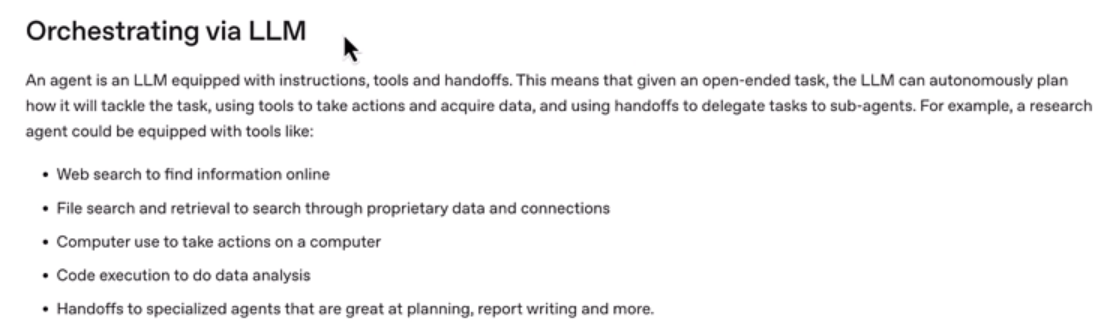 Orchestrating via LLM
An agent is an LLM equipped with instructions, tools and handoffs. This means that given an open-ended task, the LLM can autonomously plan
how it will tackle the task, using tools to take actions and acquire data, and using handoffs to delegate tasks to sub-agents. For example, a research
agent could be equipped with tools like:
• Web search to find information online
• File search and retrieval to search through proprietary data and connections
• Computer use to take actions on a computer
• Code execution to do data analysis
• Handoffs to specialized agents that are great at planning, report writing and more.